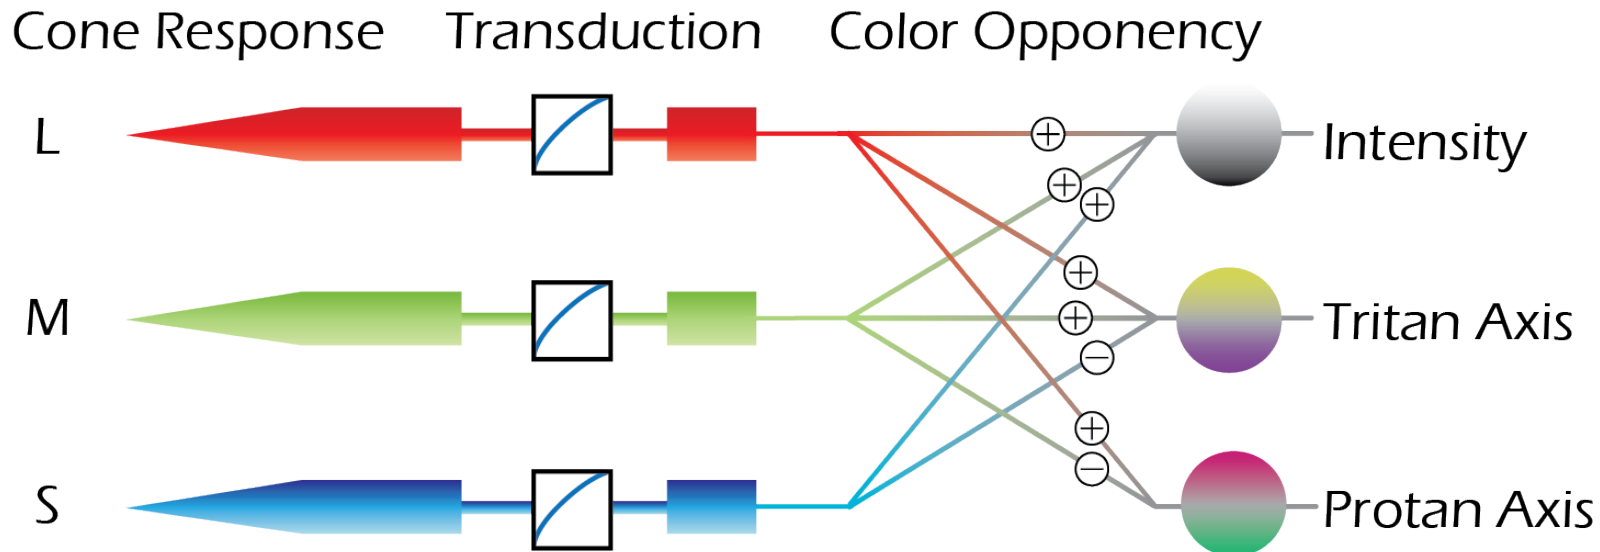 Cone Response Transduction Color Opponency
L
+
Intensity
+
+
+
M
+
Tritan Axis
−
+
−
S
Protan Axis